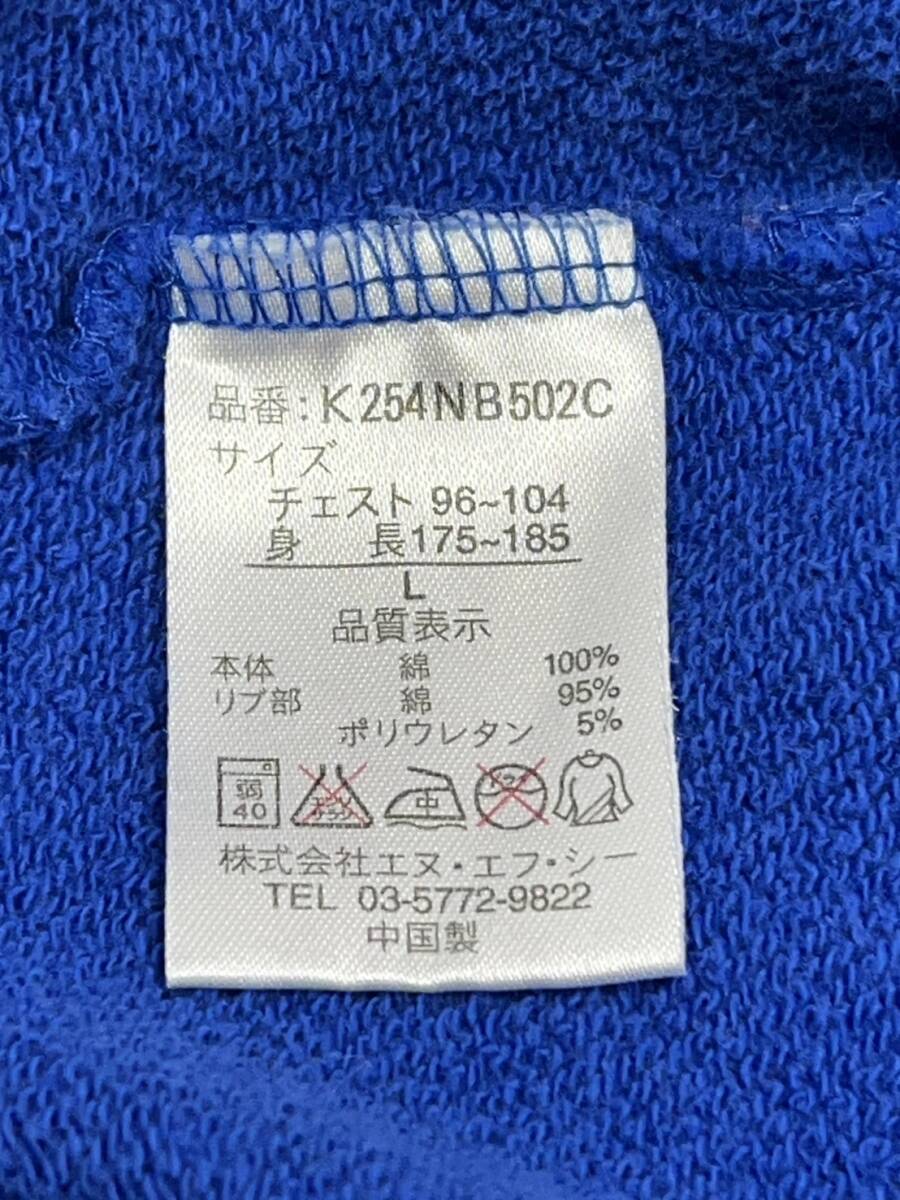 品番:K254NB502C
サイズ
チェスト 96~104
身 長175~185
L
品質表示
本体 綿 100%
リブ部 綿 95%
ポリウレタン 5%
弱 40 中
株式会社エヌ・エフ・シー
TEL 03-5772-9822
中国製